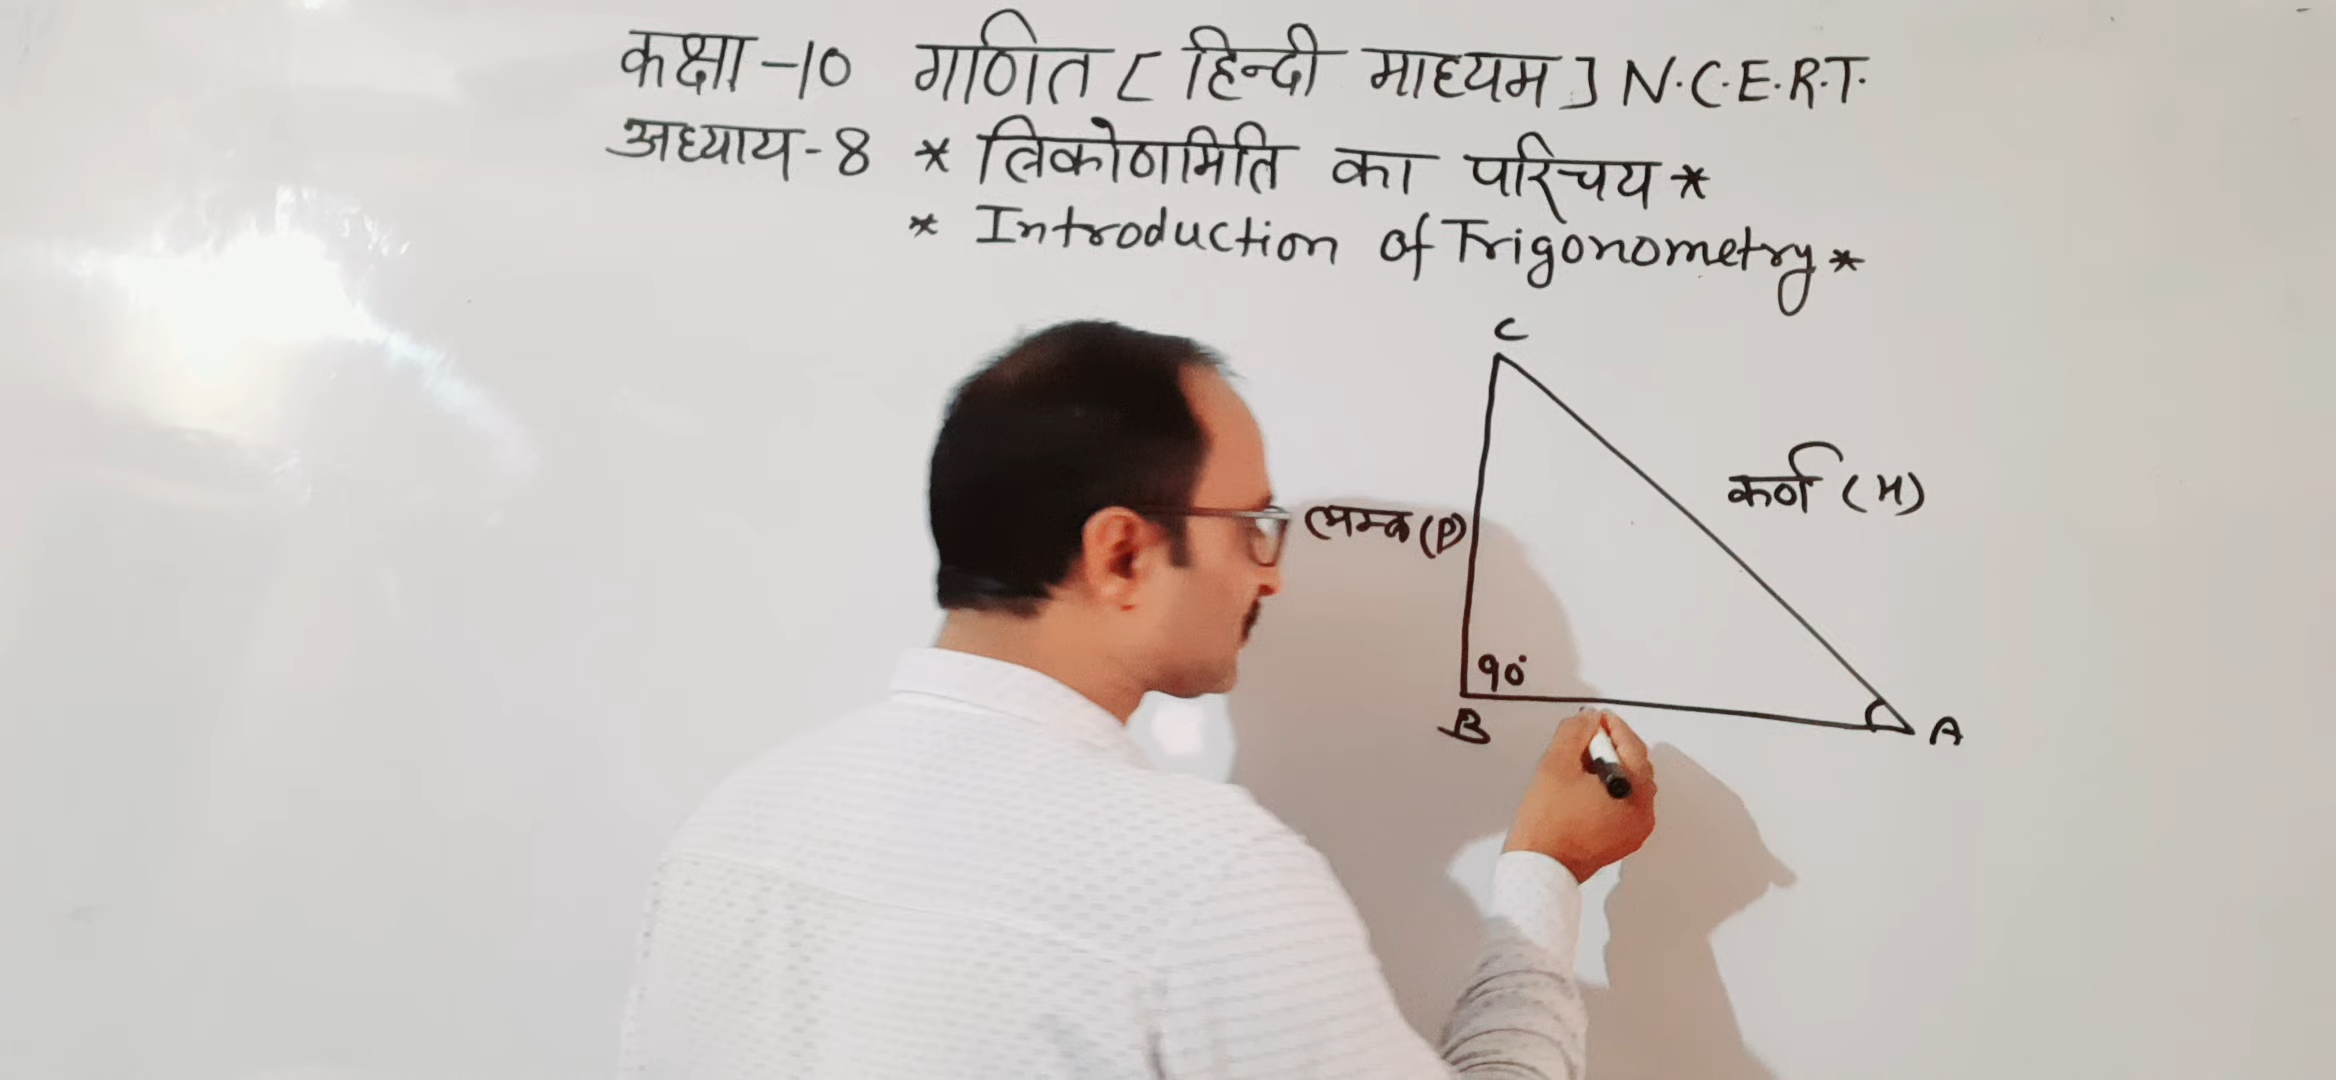 कक्षा -10 गणित [ हिन्दी माध्यम ] N.C.E.R.T.
अध्याय - 8 * त्रिकोणमिति का परिचय *
* Introduction of Trigonometry *
C
कर्ण (H)
लम्ब (P)
90°
B
A